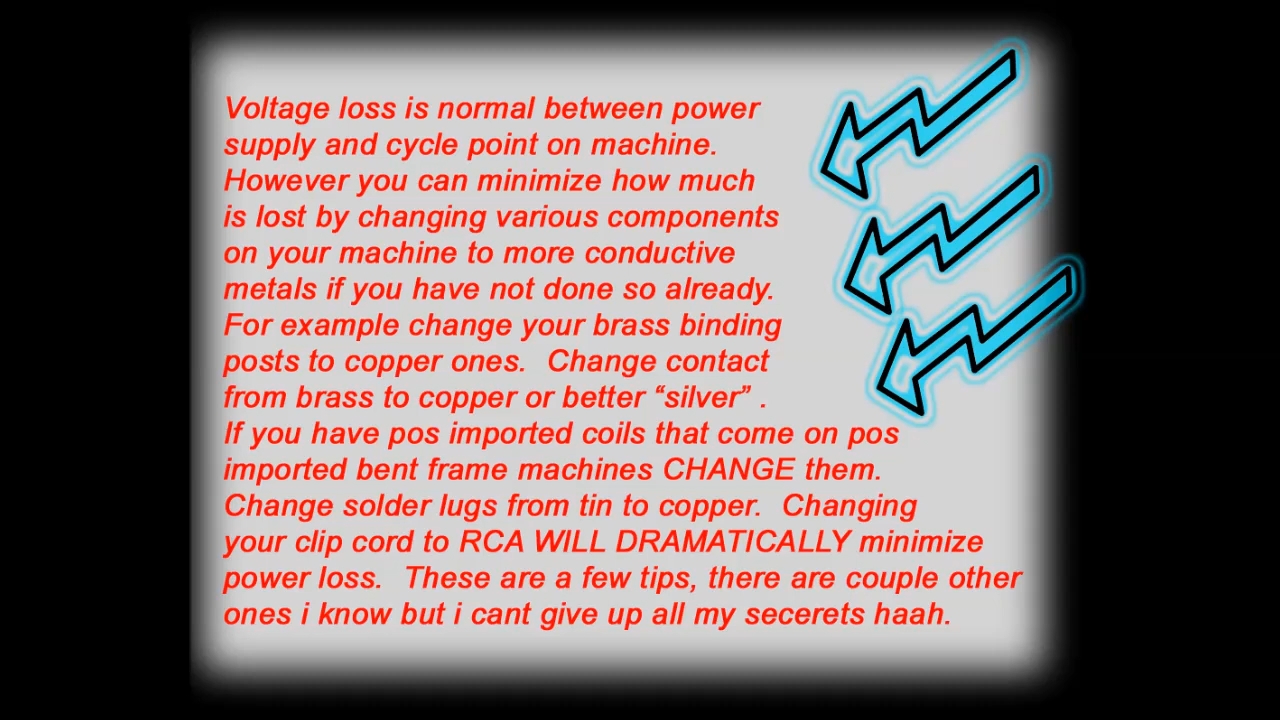 Voltage loss is normal between power
supply and cycle point on machine.
However you can minimize how much
is lost by changing various components
on your machine to more conductive
metals if you have not done so already.
For example change your brass binding
posts to copper ones.  Change contact
from brass to copper or better “silver” .
If you have pos imported coils that come on pos
imported bent frame machines CHANGE them.
Change solder lugs from tin to copper.  Changing
your clip cord to RCA WILL DRAMATICALLY minimize
power loss.  These are a few tips, there are couple other
ones i know but i cant give up all my secerets haah.